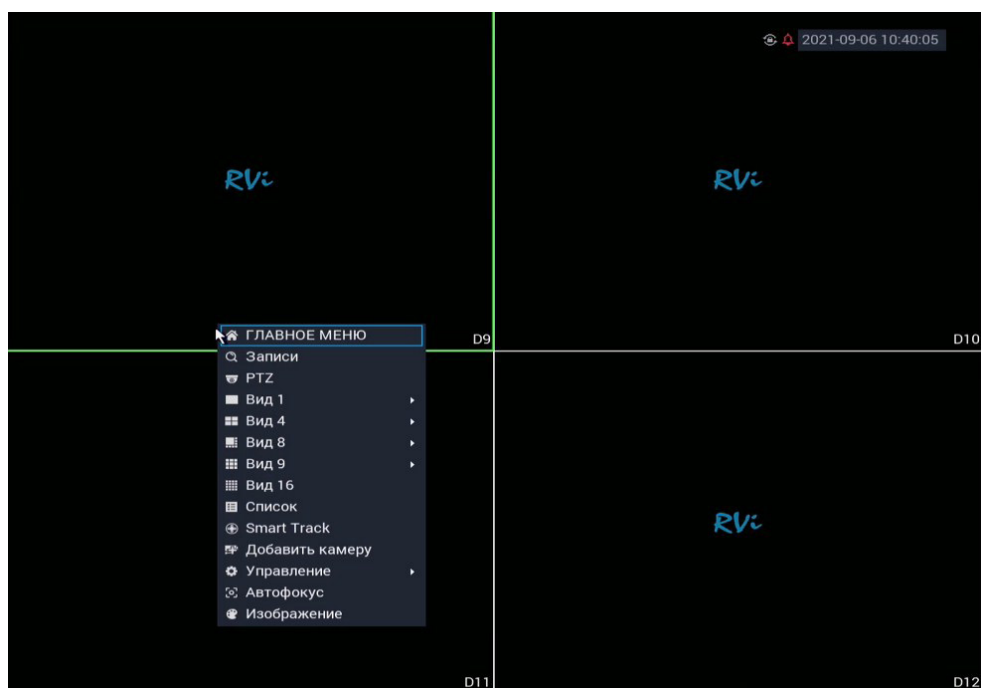 2021-09-06 10:40:05
RVi
RVi
ГЛАВНОЕ МЕНЮ
D9
D10
Записи
PTZ
Вид 1
Вид 4
Вид 8
Вид 9
Вид 16
Список
RVi
Smart Track
Добавить камеру
Управление
Автофокус
Изображение
D11
D12